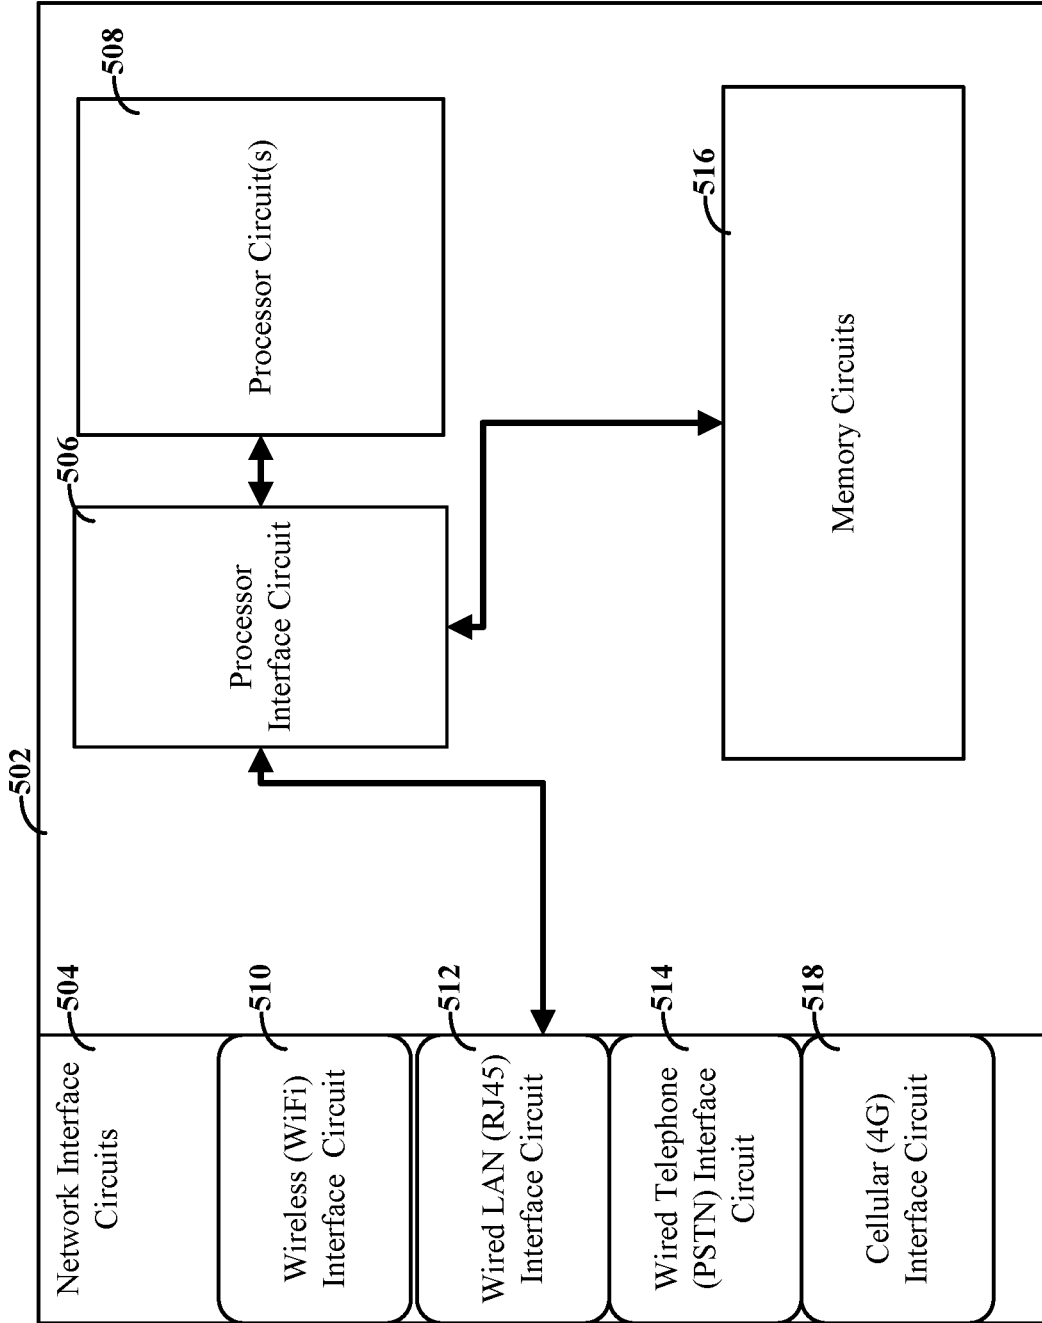 502
Network Interface
Circuits
504
Wireless (WiFi)
Interface Circuit
510
Wired LAN (RJ45)
Interface Circuit
512
Wired Telephone
(PSTN) Interface
Circuit
514
Cellular (4G)
Interface Circuit
518
Processor
Interface Circuit
506
Processor Circuit(s)
508
Memory Circuits
516